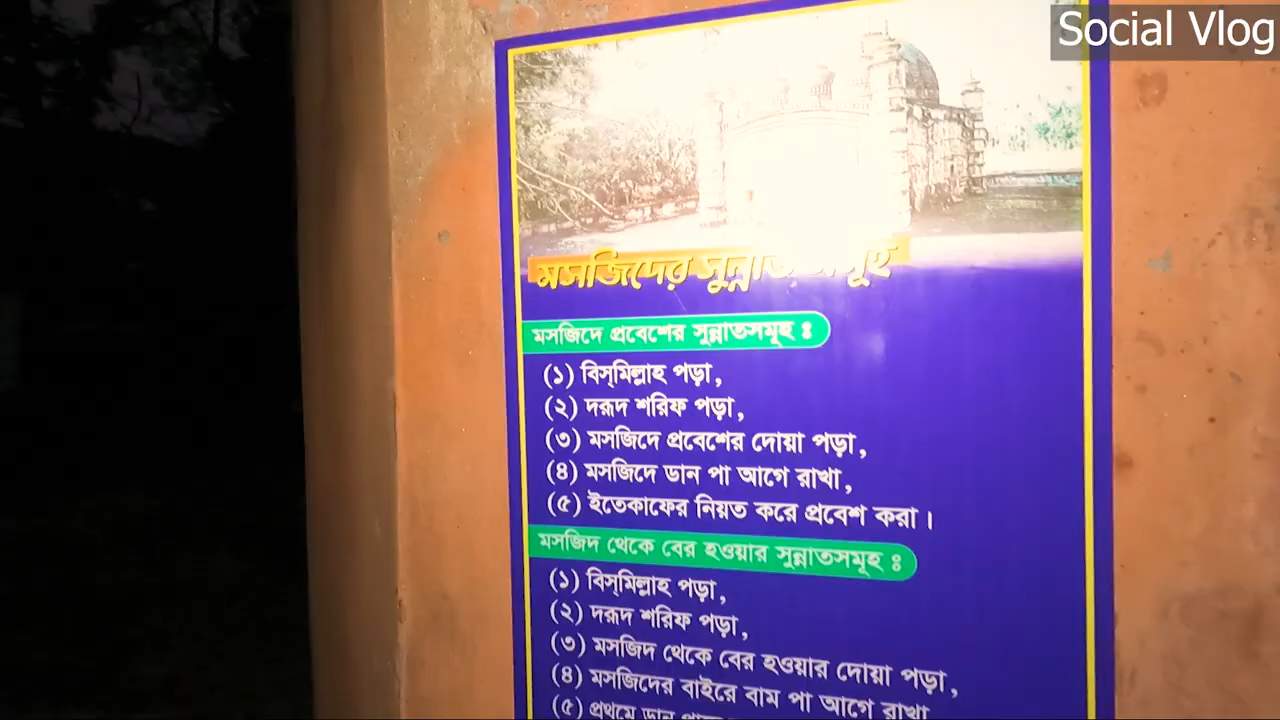 Social Vlog
মসজিদের সুন্নাতসমূহ
মসজিদে প্রবেশের সুন্নাতসমূহ ঃ
(১) বিস্‌মিল্লাহ পড়া,
(২) দরূদ শরিফ পড়া,
(৩) মসজিদে প্রবেশের দোয়া পড়া,
(৪) মসজিদে ডান পা আগে রাখা,
(৫) ইতেকাফের নিয়ত করে প্রবেশ করা।
মসজিদ থেকে বের হওয়ার সুন্নাতসমূহ ঃ
(১) বিস্‌মিল্লাহ পড়া,
(২) দরূদ শরিফ পড়া,
(৩) মসজিদ থেকে বের হওয়ার দোয়া পড়া,
(৪) মসজিদের বাইরে বাম পা আগে রাখা
(৫) প্রথমে ডান